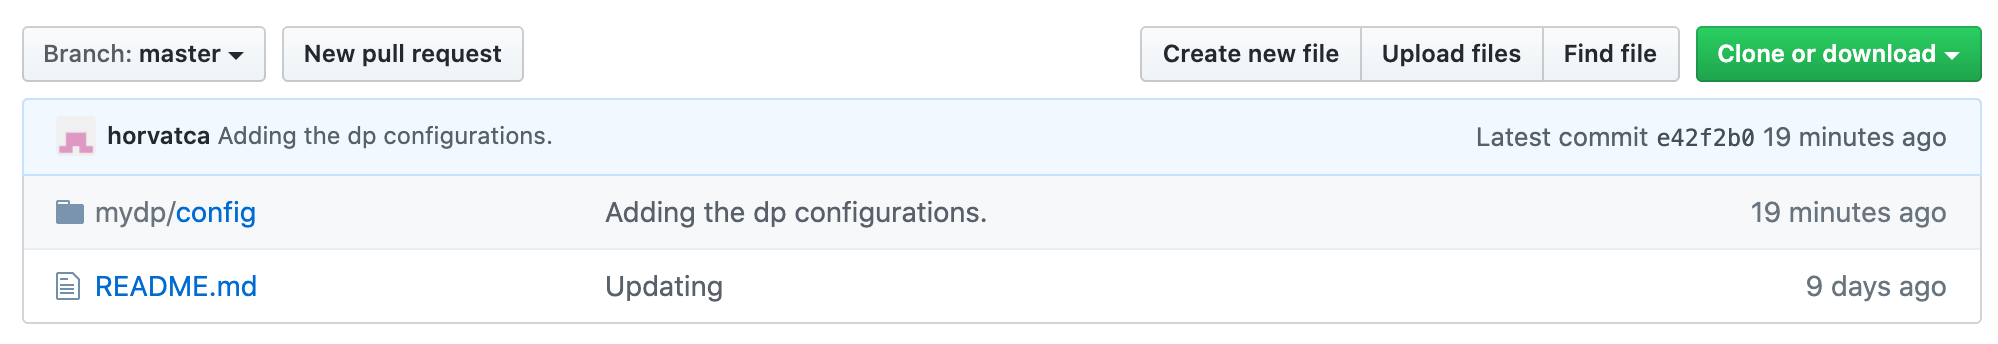 Branch: master New pull request Create new file Upload files Find file Clone or download
horvatca Adding the dp configurations. Latest commit e42f2b0 19 minutes ago
mydp/config Adding the dp configurations. 19 minutes ago
README.md Updating 9 days ago